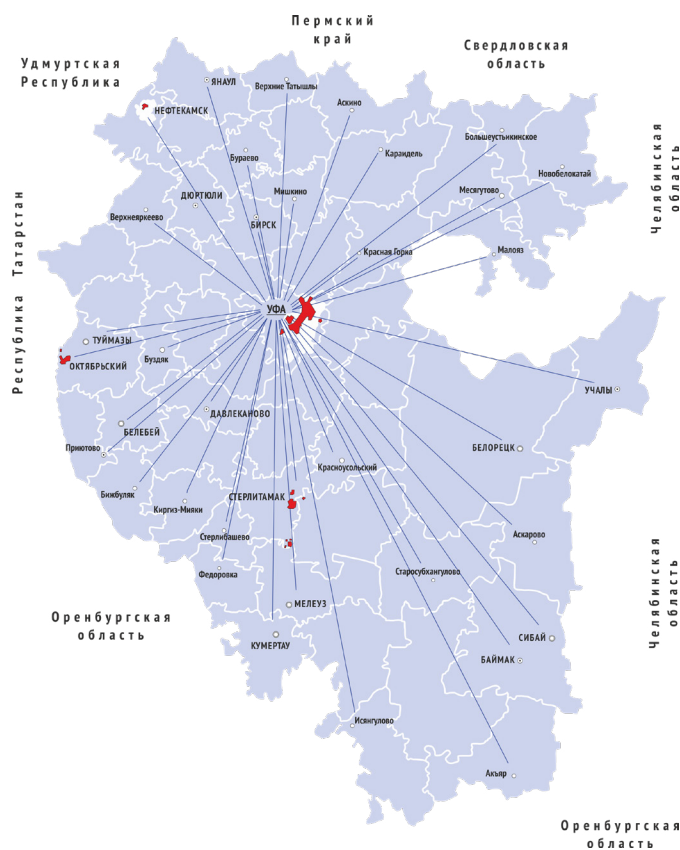 Пермский
край
Свердловская
область
Удмуртская
Республика
ЯНАУЛ
Верхние Татышлы
Аскино
НЕФТЕКАМСК
Большеустьикинское
Караидель
Бураево
Новобелокатай
Челябинская
область
Мишкино
Месягутово
ДЮРТЮЛИ
Верхнеяркеево
БИРСК
Красная Горка
Малояз
Республика Татарстан
УФА
ТУЙМАЗЫ
Буздяк
ОКТЯБРЬСКИЙ
УЧАЛЫ
ДАВЛЕКАНОВО
БЕЛЕБЕЙ
БЕЛОРЕЦК
Приютово
Красноусольский
Бижбуляк
СТЕРЛИТАМАК
Киргиз-Мияки
Стерлибашево
Аскарово
Федоровка
Старосубхангулово
Челябинская
область
МЕЛЕУЗ
Оренбургская
область
СИБАЙ
КУМЕРТАУ
БАЙМАК
Исянгулово
Акъяр
Оренбургская
область